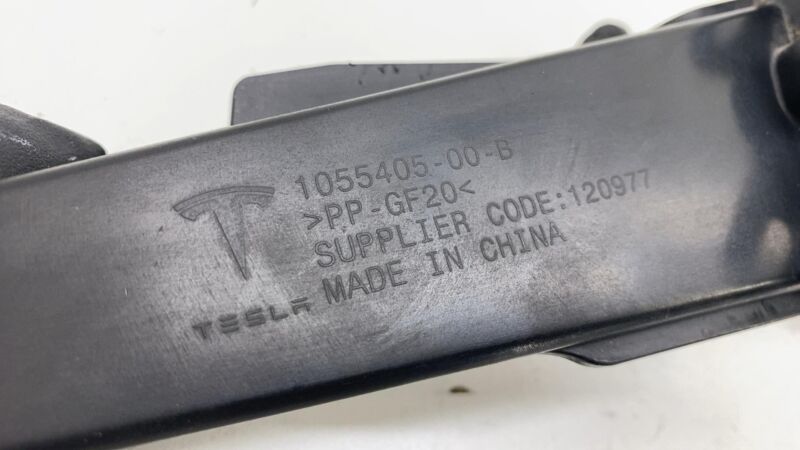 1055405-00-B
>PP-GF20<
SUPPLIER CODE:120977
MADE IN CHINA
TESLA